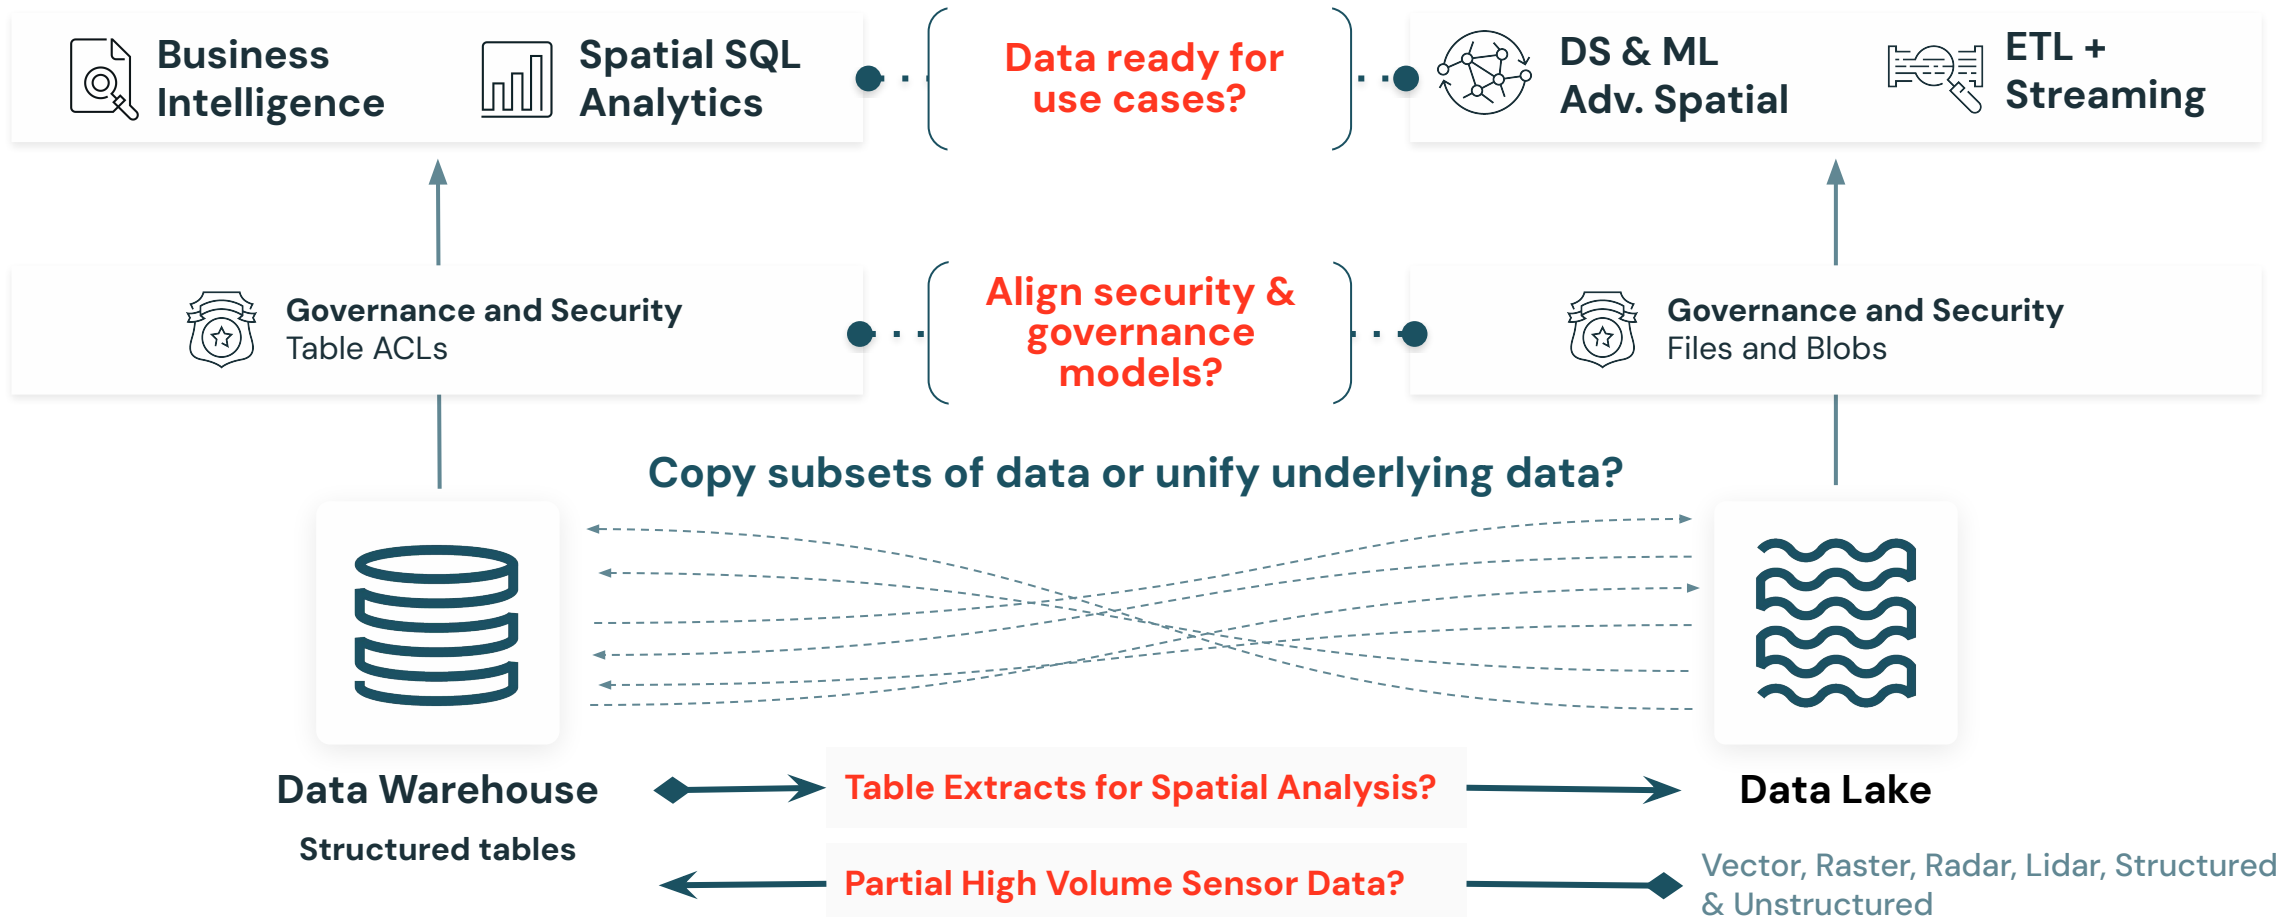 Business
Intelligence
Spatial SQL
Analytics
Data ready for
use cases?
DS & ML
Adv. Spatial
ETL +
Streaming
Governance and Security
Table ACLs
Align security &
governance
models?
Governance and Security
Files and Blobs
Copy subsets of data or unify underlying data?
Data Warehouse
Structured tables
Table Extracts for Spatial Analysis?
Partial High Volume Sensor Data?
Data Lake
Vector, Raster, Radar, Lidar, Structured
& Unstructured